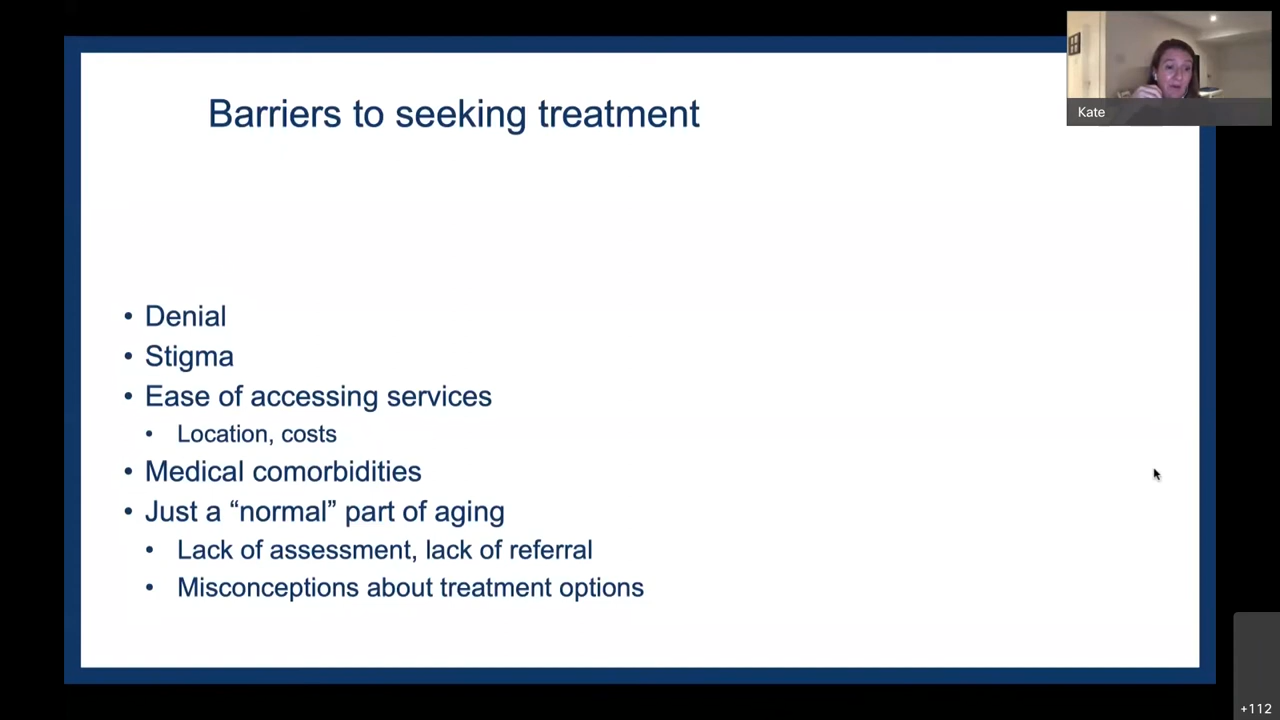 Barriers to seeking treatment
Kate
• Denial
• Stigma
• Ease of accessing services
• Location, costs
• Medical comorbidities
• Just a “normal” part of aging
• Lack of assessment, lack of referral
• Misconceptions about treatment options
+112